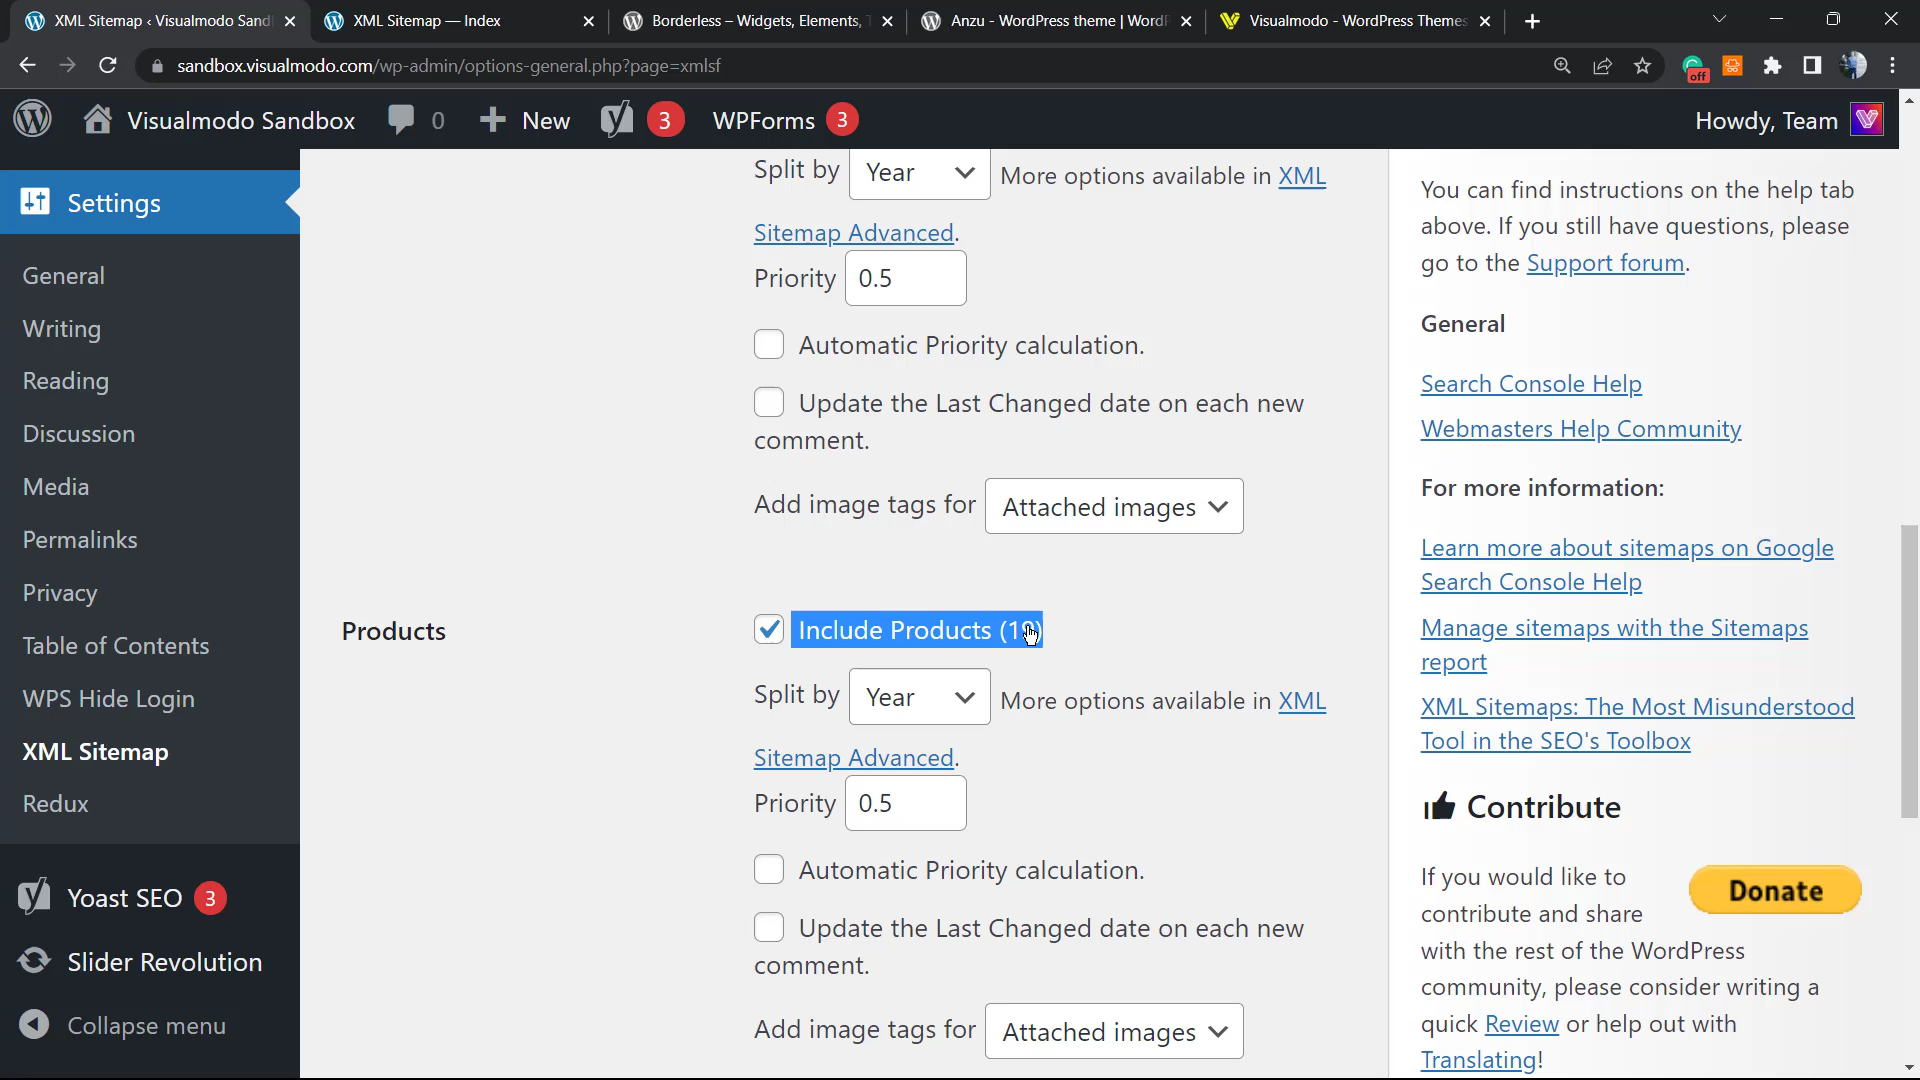 XML Sitemap ‹ Visualmodo Sand
XML Sitemap — Index
Borderless – Widgets, Elements,
Anzu - WordPress theme | Word
Visualmodo - WordPress Themes
sandbox.visualmodo.com/wp-admin/options-general.php?page=xmlsf
off
Visualmodo Sandbox
0
New
3
WPForms
3
Howdy, Team
Settings
General
Writing
Reading
Discussion
Media
Permalinks
Privacy
Table of Contents
WPS Hide Login
XML Sitemap
Redux
Yoast SEO 3
Slider Revolution
Collapse menu
Split by Year More options available in XML
Sitemap Advanced.
Priority 0.5
Automatic Priority calculation.
Update the Last Changed date on each new
comment.
Add image tags for Attached images
Products
Include Products (19)
Split by Year More options available in XML
Sitemap Advanced.
Priority 0.5
Automatic Priority calculation.
Update the Last Changed date on each new
comment.
Add image tags for Attached images
You can find instructions on the help tab
above. If you still have questions, please
go to the Support forum.
General
Search Console Help
Webmasters Help Community
For more information:
Learn more about sitemaps on Google
Search Console Help
Manage sitemaps with the Sitemaps
report
XML Sitemaps: The Most Misunderstood
Tool in the SEO's Toolbox
Contribute
If you would like to
contribute and share
Donate
with the rest of the WordPress
community, please consider writing a
quick Review or help out with
Translating!